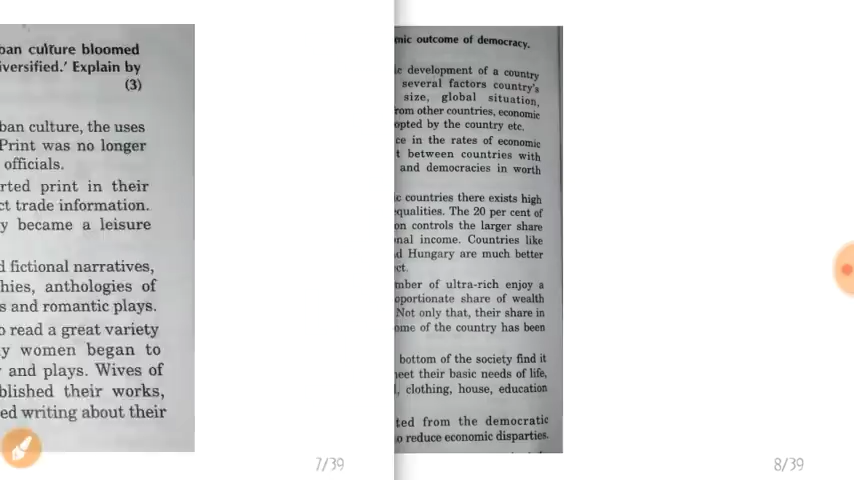 ban culture bloomed
iversified.' Explain by
(3)
ban culture, the uses
Print was no longer
officials.
rted print in their
ct trade information.
y became a leisure
d fictional narratives,
hies, anthologies of
s and romantic plays.
o read a great variety
y women began to
and plays. Wives of
blished their works,
ed writing about their
7/39
mic outcome of democracy.
ic development of a country
several factors country's
size, global situation,
rom other countries, economic
opted by the country etc.
ce in the rates of economic
t between countries with
and democracies in worth
ic countries there exists high
equalities. The 20 per cent of
on controls the larger share
onal income. Countries like
d Hungary are much better
ct.
mber of ultra-rich enjoy a
oportionate share of wealth
Not only that, their share in
ome of the country has been
bottom of the society find it
meet their basic needs of life,
l, clothing, house, education
ted from the democratic
o reduce economic disparties.
8/39